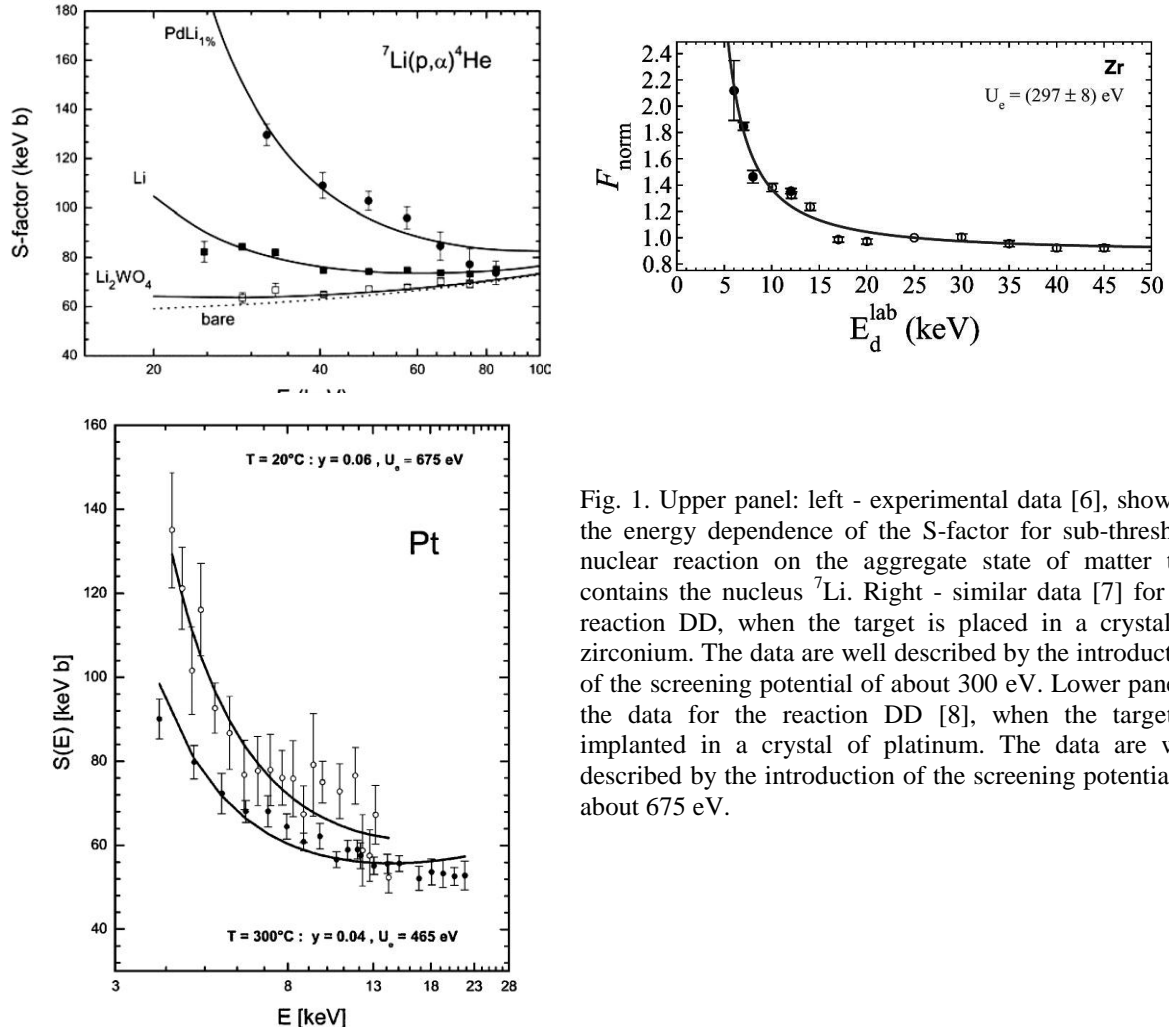 180
160
140
120
100
80
60
40
S-factor (keV b)
PdLi1%
7Li(p,α)4He
Li
Li2WO4
bare
20
40
60
80
2.4
2.2
2.0
1.8
1.6
1.4
1.2
1.0
0.8
Fnorm
Zr
Ue = (297 ± 8) eV
0 5 10 15 20 25 30 35 40 45 50
Edlab (keV)
160
140
120
100
80
60
40
S(E) [keV b]
T = 20°C : y = 0.06 , Ue = 675 eV
Pt
T = 300°C : y = 0.04 , Ue = 465 eV
3 8 13 18 23 28
E [keV]
Fig. 1. Upper panel: left - experimental data [6], show
the energy dependence of the S-factor for sub-thresh
nuclear reaction on the aggregate state of matter t
contains the nucleus 7Li. Right - similar data [7] for
reaction DD, when the target is placed in a crystal
zirconium. The data are well described by the introduct
of the screening potential of about 300 eV. Lower pane
the data for the reaction DD [8], when the target
implanted in a crystal of platinum. The data are w
described by the introduction of the screening potential
about 675 eV.